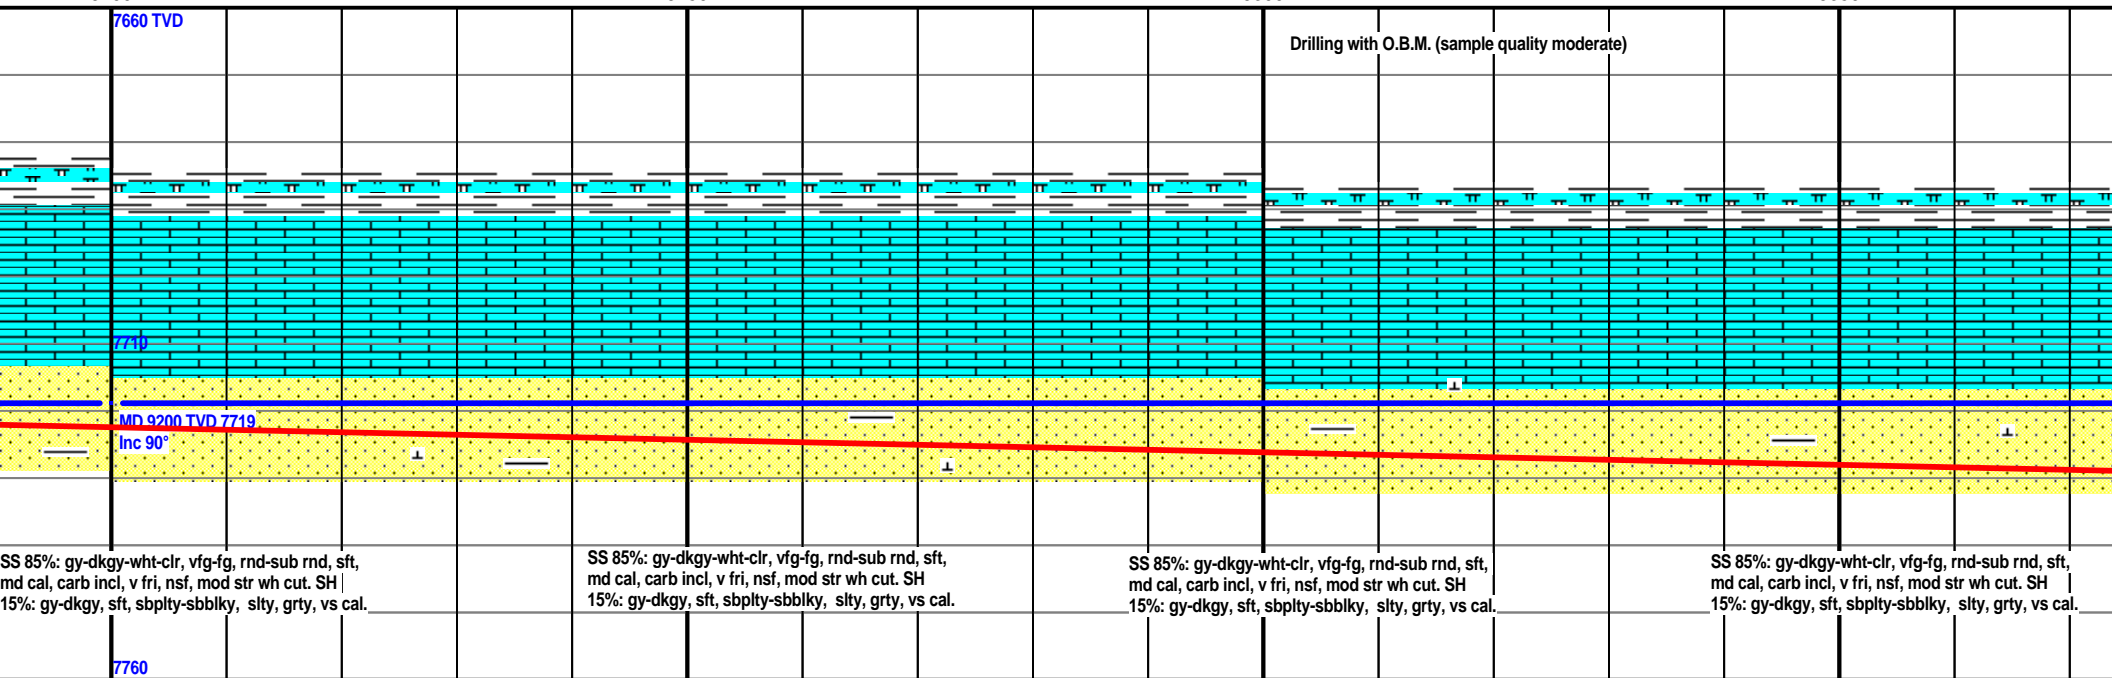 7660 TVD
Drilling with O.B.M. (sample quality moderate)
7710
MD 9200 TVD 7719
Inc 90°
SS 85%: gy-dkgy-wht-clr, vfg-fg, rnd-sub rnd, sft,
md cal, carb incl, v fri, nsf, mod str wh cut. SH
15%: gy-dkgy, sft, sbplty-sbblky, slty, grty, vs cal.
SS 85%: gy-dkgy-wht-clr, vfg-fg, rnd-sub rnd, sft,
md cal, carb incl, v fri, nsf, mod str wh cut. SH
15%: gy-dkgy, sft, sbplty-sbblky, slty, grty, vs cal.
SS 85%: gy-dkgy-wht-clr, vfg-fg, rnd-sub rnd, sft,
md cal, carb incl, v fri, nsf, mod str wh cut. SH
15%: gy-dkgy, sft, sbplty-sbblky, slty, grty, vs cal.
SS 85%: gy-dkgy-wht-clr, vfg-fg, rnd-sub rnd, sft,
md cal, carb incl, v fri, nsf, mod str wh cut. SH
15%: gy-dkgy, sft, sbplty-sbblky, slty, grty, vs cal.
7760